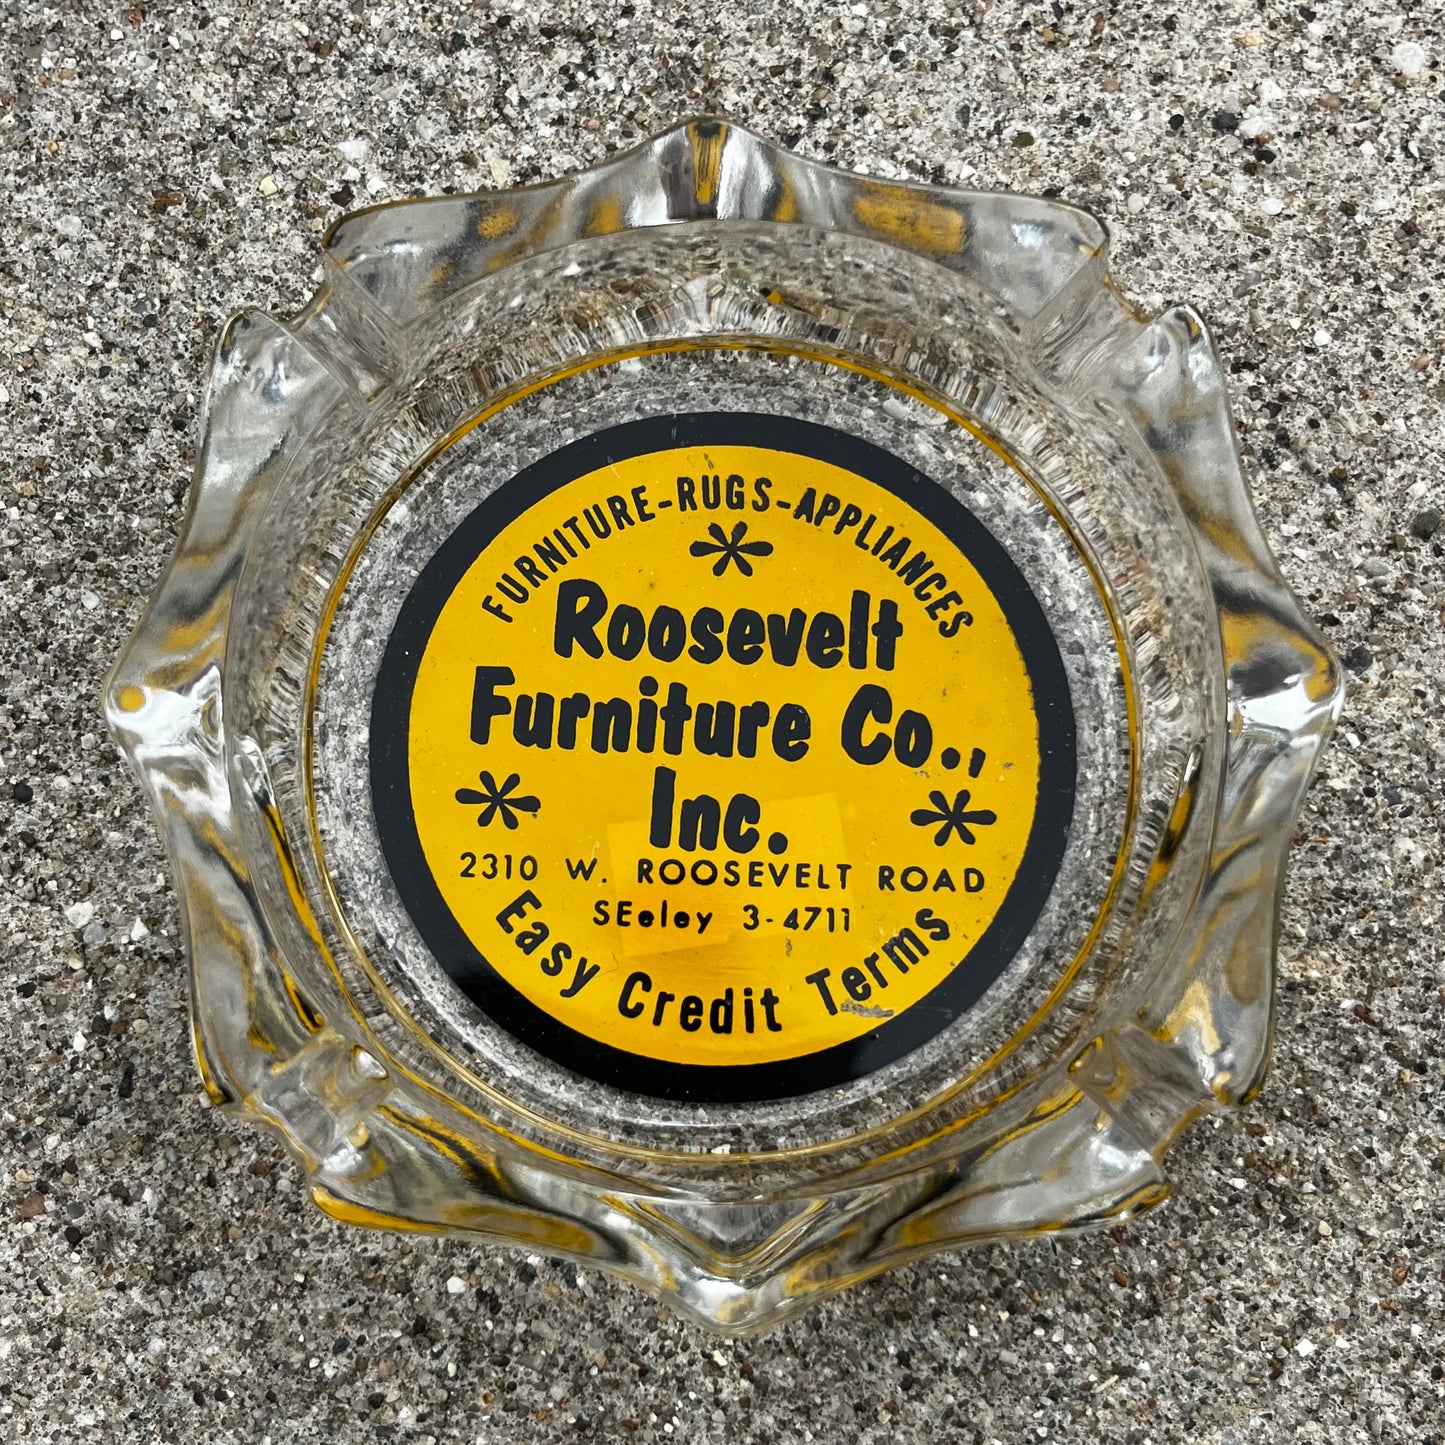 FURNITURE-RUGS-APPLIANCES
Roosevelt
Furniture Co.,
Inc.
2310 W. ROOSEVELT ROAD
SEeley 3-4711
Easy Credit Terms